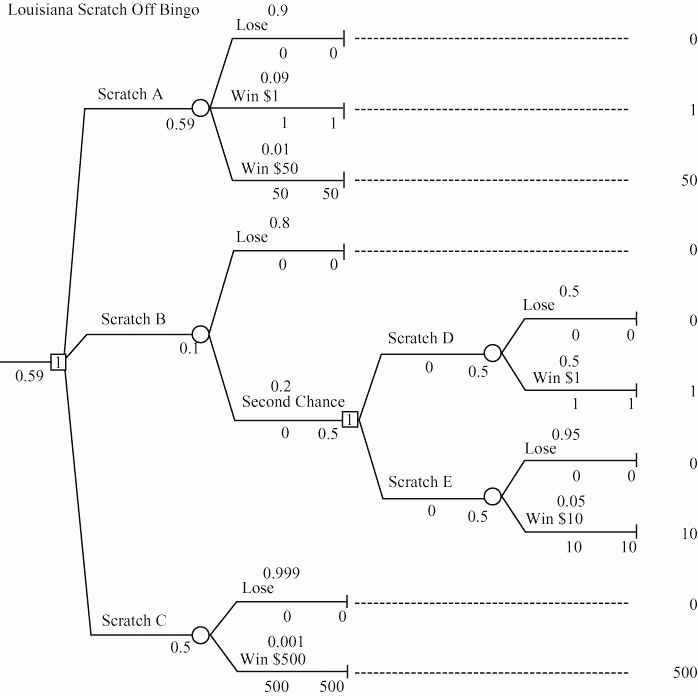 Louisiana Scratch Off Bingo
0.9
Lose
0 0 0
Scratch A
0.59
0.09
Win $1
1 1 1
0.01
Win $50
50 50 50
0.8
Lose
0 0 0
Scratch B
0.1
0.2
Second Chance
0 0.5
1
Scratch D
0 0.5
0.5
Lose
0 0 0
0.5
Win $1
1 1 1
Scratch E
0 0.5
0.95
Lose
0 0 0
0.05
Win $10
10 10 10
1
0.59
Scratch C
0.5
0.999
Lose
0 0 0
0.001
Win $500
500 500 500